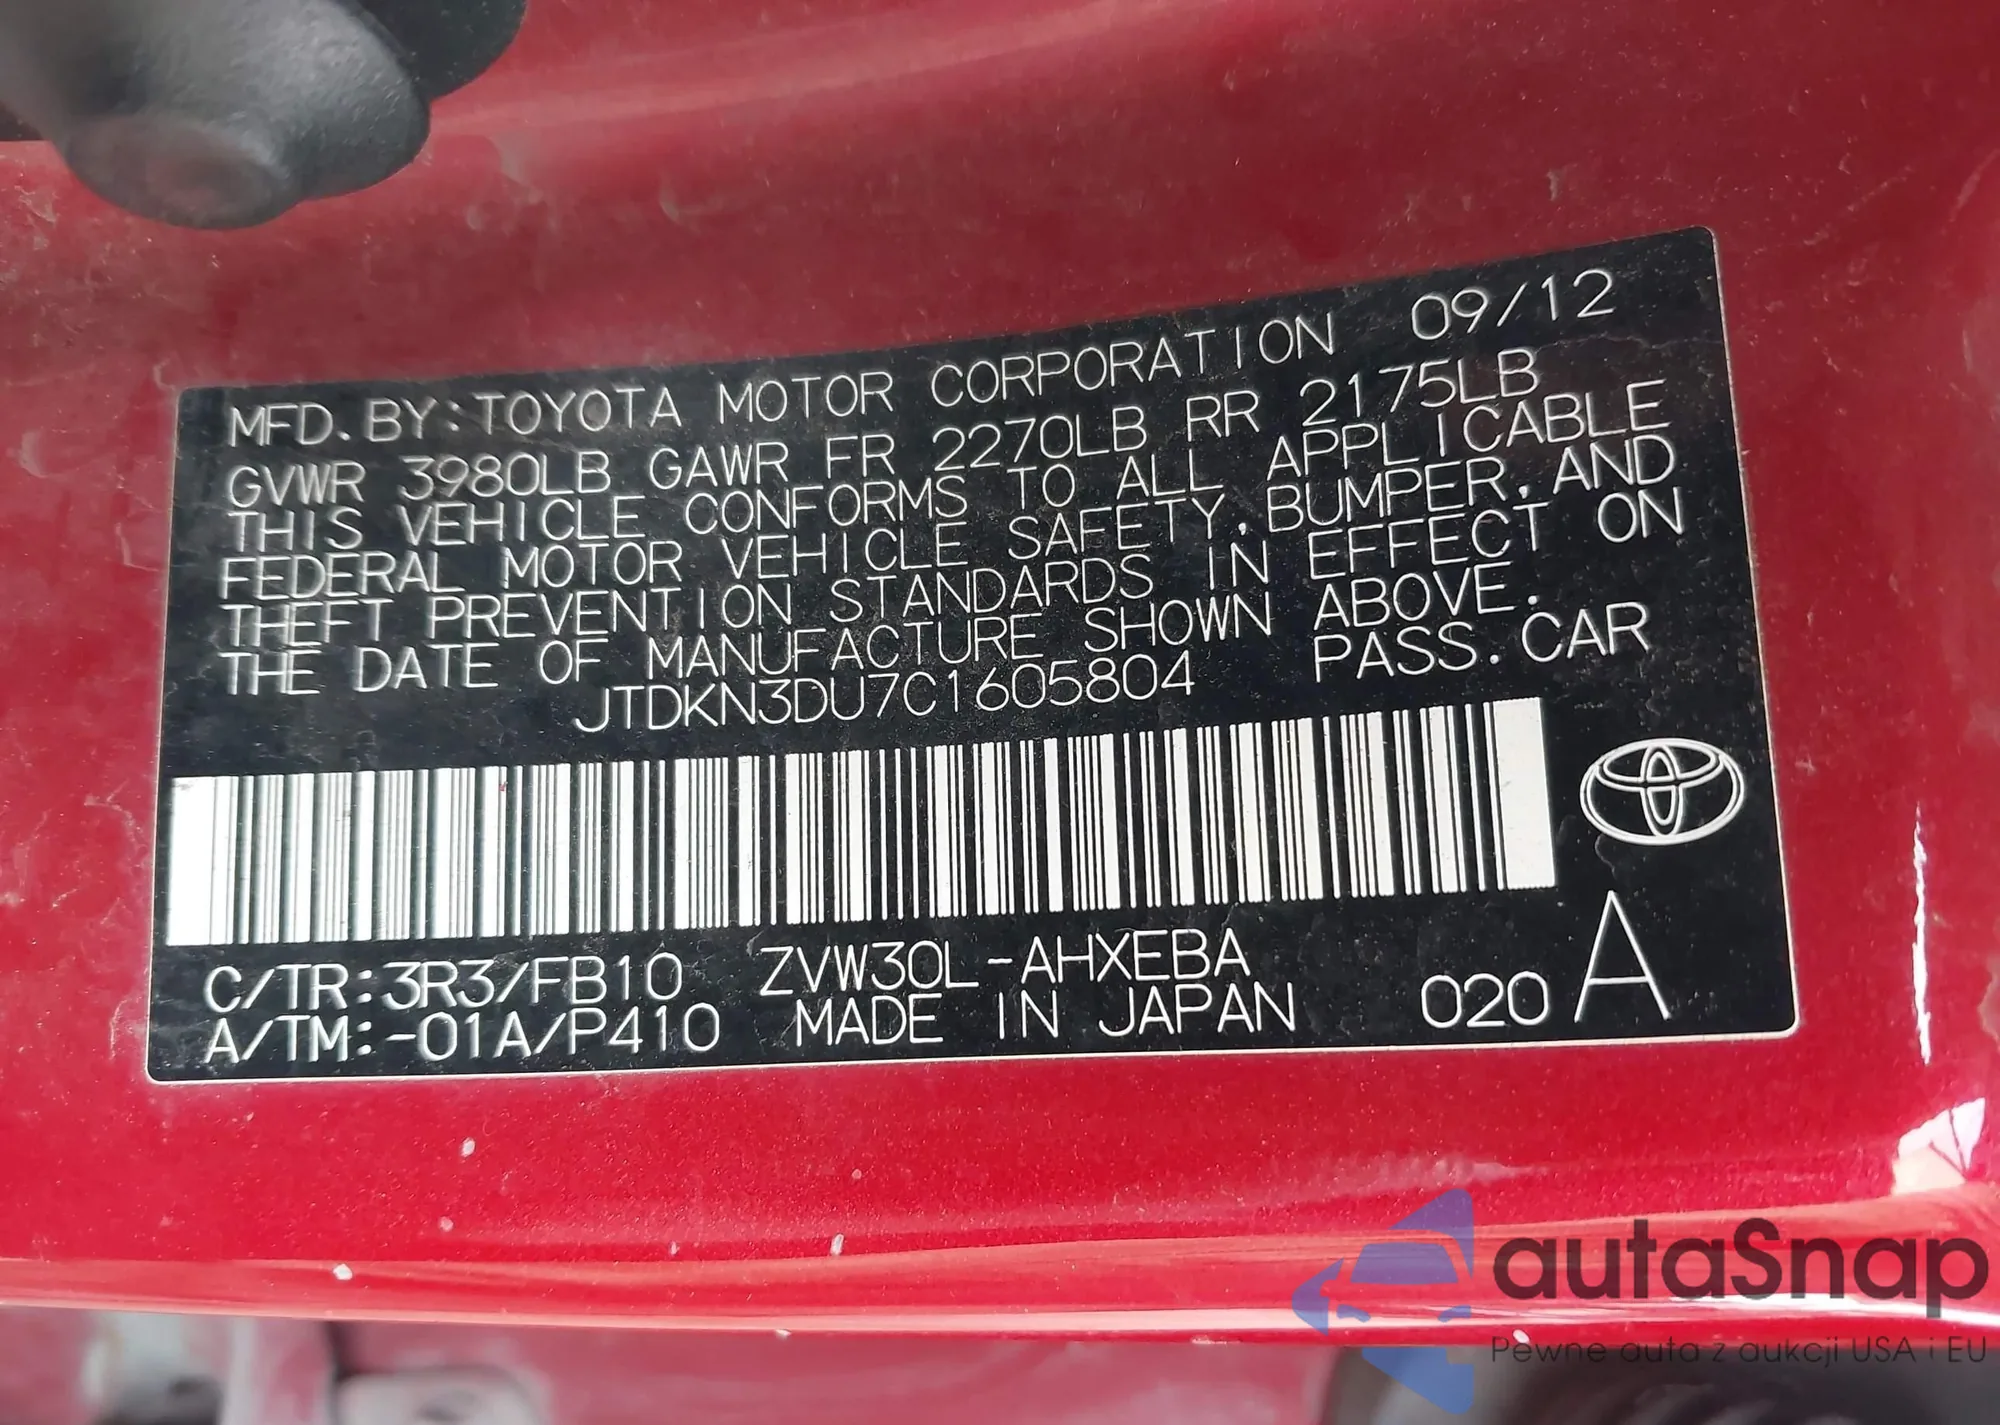 MFD. BY: TOYOTA MOTOR CORPORATION 09/12
GVWR 3980LB GAWR FR 2270LB RR 2175LB
THIS VEHICLE CONFORMS TO ALL APPLICABLE
FEDERAL MOTOR VEHICLE SAFETY, BUMPER, AND
THEFT PREVENTION STANDARDS IN EFFECT ON
THE DATE OF MANUFACTURE SHOWN ABOVE.
JTDKN3DU7C1605804 PASS. CAR
C/TR: 3R3/FB10 ZVW30L-AHXEBA
A/TM: -01A/P410 MADE IN JAPAN 020 A
autaSnap
Pewne auta z aukcji USA i EU